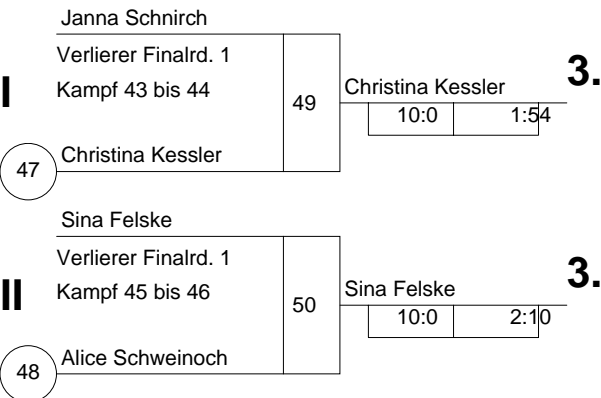 Janna Schnirch
Verlierer Finalrd. 1
I
Kampf 43 bis 44
49
Christina Kessler
3.
10:0 1:54
47
Christina Kessler
Sina Felske
Verlierer Finalrd. 1
II
Kampf 45 bis 46
50
Sina Felske
3.
10:0 2:10
48
Alice Schweinoch